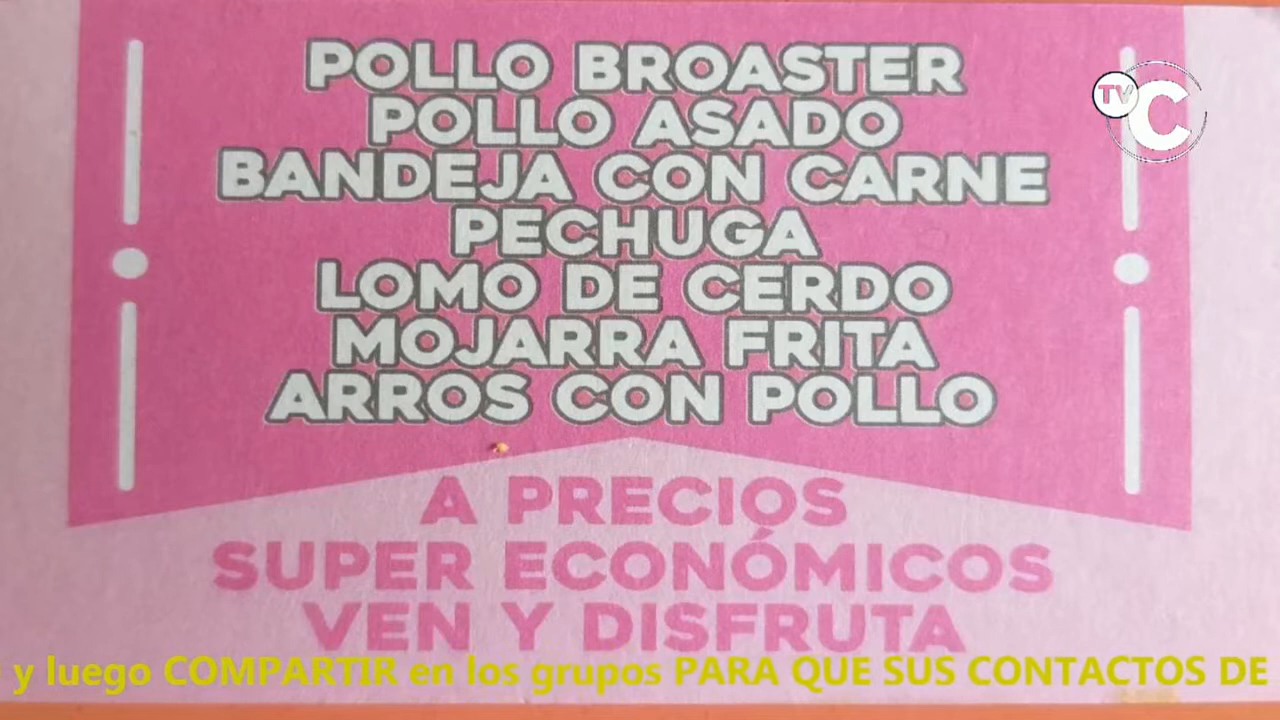 POLLO BROASTER
POLLO ASADO
BANDEJA CON CARNE
PECHUGA
LOMO DE CERDO
MOJARRA FRITA
ARROS CON POLLO
A PRECIOS
SUPER ECONÓMICOS
VEN Y DISFRUTA
y luego COMPARTIR en los grupos PARA QUE SUS CONTACTOS DE
TV C